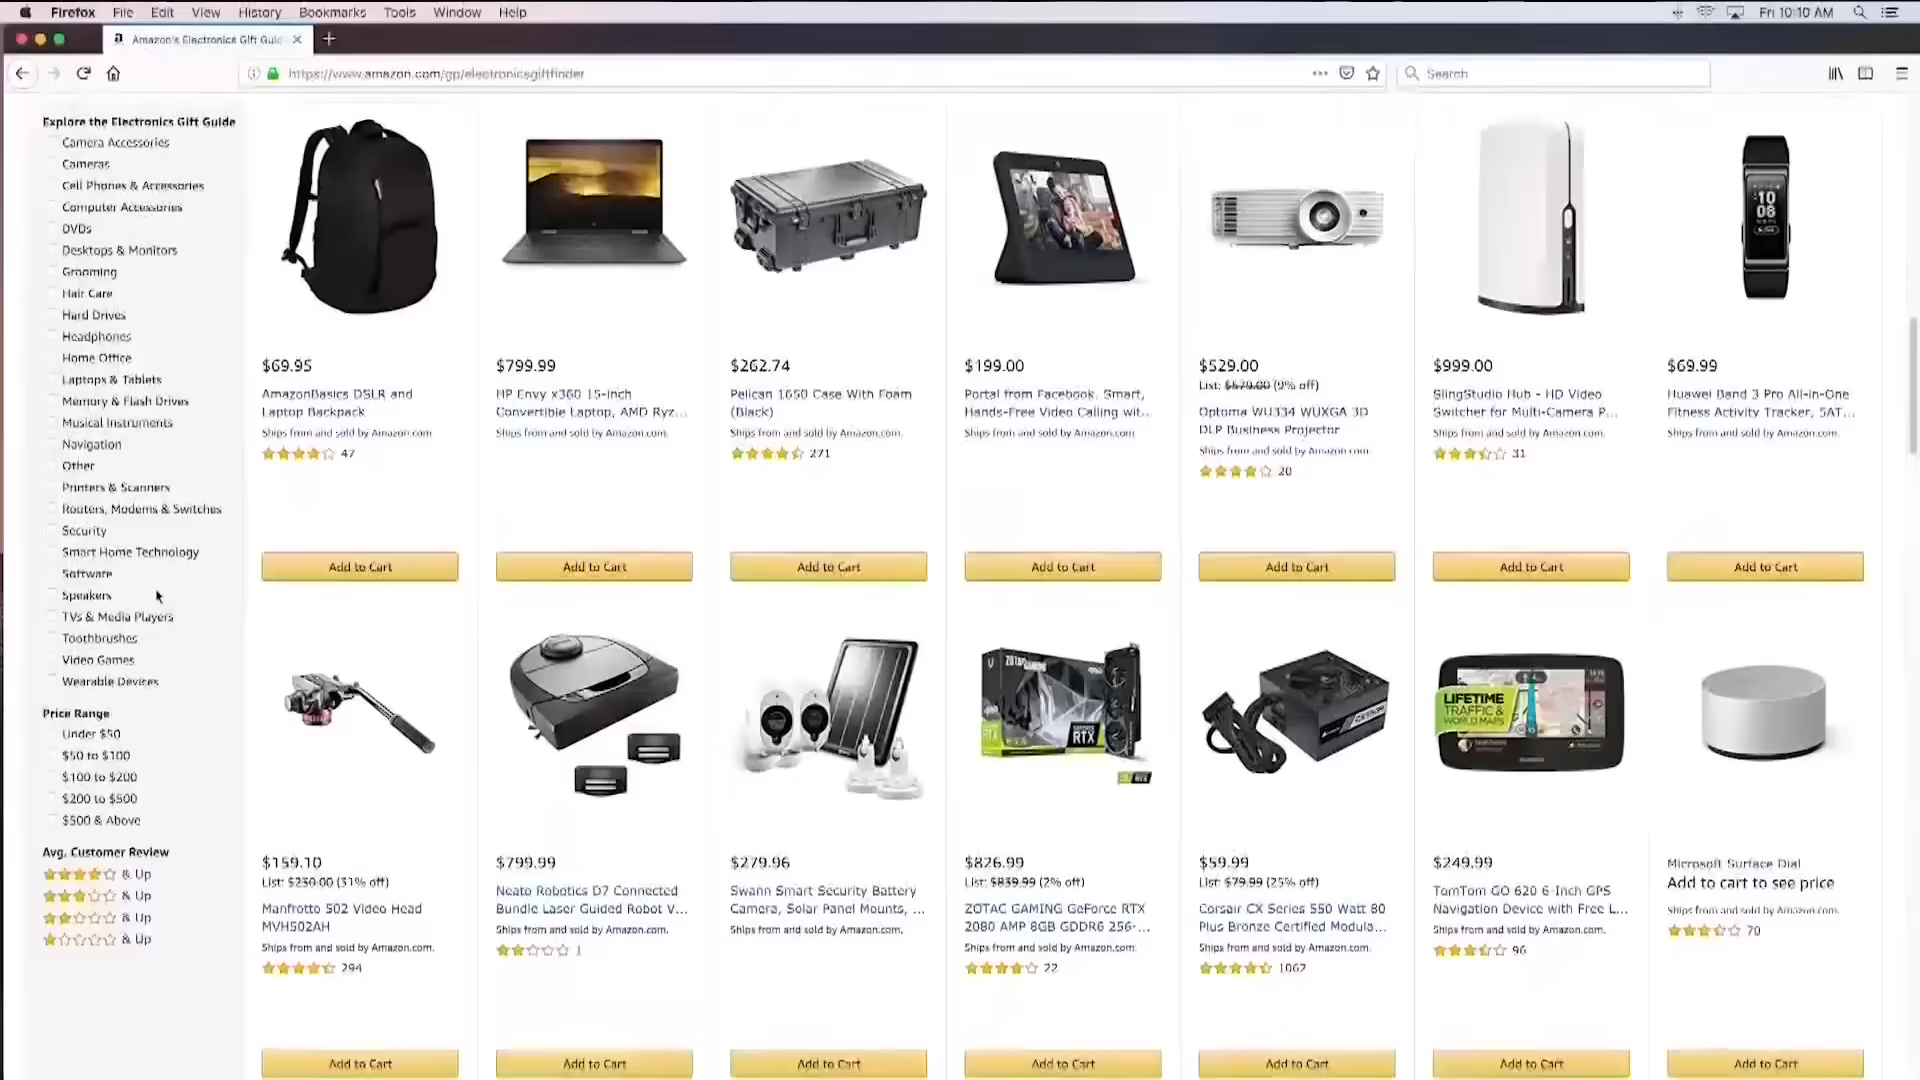 Firefox File Edit View History Bookmarks Tools Window Help Fri 10:10 AM
Amazon's Electronics Gift Guid
https://www.amazon.com/gp/electronicsgiftfinder Search
Explore the Electronics Gift Guide
Camera Accessories
Cameras
Cell Phones & Accessories
Computer Accessories
DVDs
Desktops & Monitors
Grooming
Hair Care
Hard Drives
Headphones
Home Office
Laptops & Tablets
Memory & Flash Drives
Musical Instruments
Navigation
Other
Printers & Scanners
Routers, Modems & Switches
Security
Smart Home Technology
Software
Speakers
TVs & Media Players
Toothbrushes
Video Games
Wearable Devices
Price Range
Under $50
$50 to $100
$100 to $200
$200 to $500
$500 & Above
Avg. Customer Review
& Up
& Up
& Up
& Up
$69.95
AmazonBasics DSLR and
Laptop Backpack
Ships from and sold by Amazon.com.
47
Add to Cart
$799.99
HP Envy x360 15-inch
Convertible Laptop, AMD Ryz...
Ships from and sold by Amazon.com.
Add to Cart
$262.74
Pelican 1650 Case With Foam
(Black)
Ships from and sold by Amazon.com.
271
Add to Cart
$199.00
Portal from Facebook. Smart,
Hands-Free Video Calling wit...
Ships from and sold by Amazon.com.
Add to Cart
$529.00
List: $579.00 (9% off)
Optoma WU334 WUXGA 3D
DLP Business Projector
Ships from and sold by Amazon.com.
20
Add to Cart
$999.00
SlingStudio Hub - HD Video
Switcher for Multi-Camera P...
Ships from and sold by Amazon.com.
31
Add to Cart
10
08
$69.99
Huawei Band 3 Pro All-in-One
Fitness Activity Tracker, 5AT...
Ships from and sold by Amazon.com.
Add to Cart
$159.10
List: $230.00 (31% off)
Manfrotto 502 Video Head
MVH502AH
Ships from and sold by Amazon.com.
294
Add to Cart
$799.99
Neato Robotics D7 Connected
Bundle Laser Guided Robot V...
Ships from and sold by Amazon.com.
1
Add to Cart
$279.96
Swann Smart Security Battery
Camera, Solar Panel Mounts, ...
Ships from and sold by Amazon.com.
Add to Cart
ZOTAC GAMING
RTX
$826.99
List: $839.99 (2% off)
ZOTAC GAMING GeForce RTX
2080 AMP 8GB GDDR6 256-...
Ships from and sold by Amazon.com.
22
Add to Cart
$59.99
List: $79.99 (25% off)
Corsair CX Series 550 Watt 80
Plus Bronze Certified Modula...
Ships from and sold by Amazon.com.
1067
Add to Cart
LIFETIME
TRAFFIC &
WORLD MAPS
$249.99
TomTom GO 620 6-Inch GPS
Navigation Device with Free L...
Ships from and sold by Amazon.com.
96
Add to Cart
Microsoft Surface Dial
Add to cart to see price
Ships from and sold by Amazon.com.
70
Add to Cart